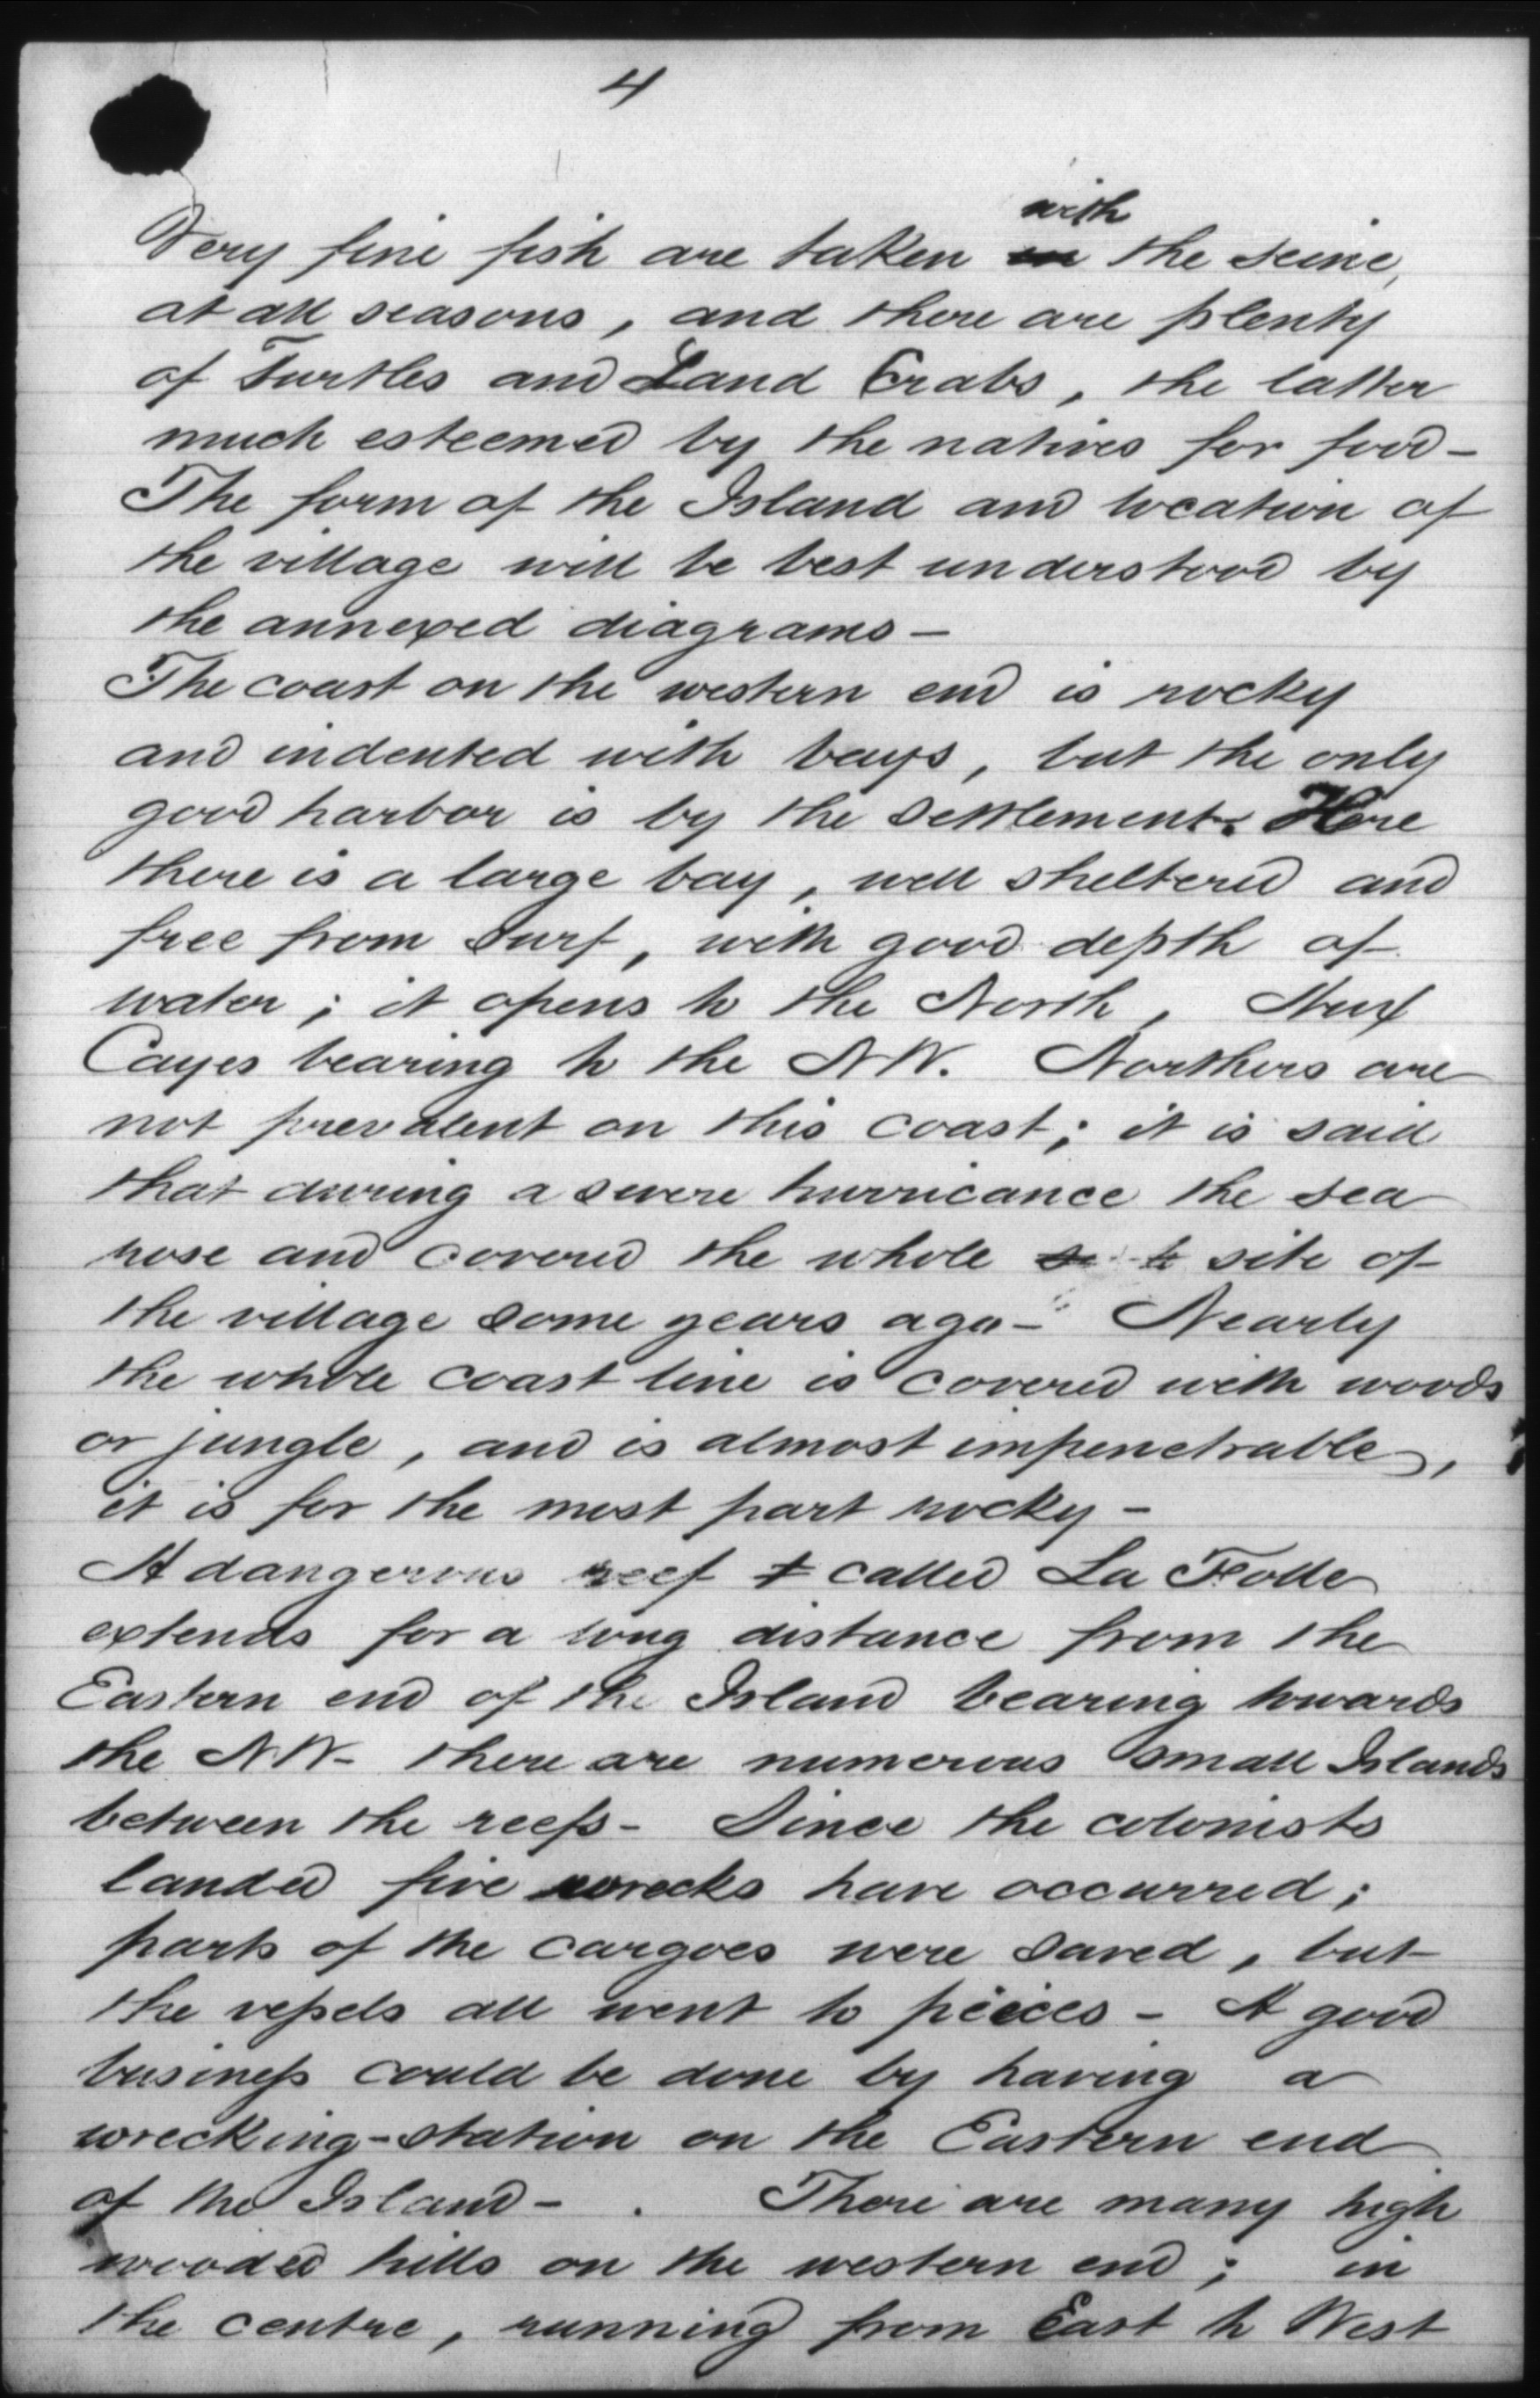 4
Very fine fish are taken with the seine,
at all seasons, and there are plenty
of Turtles and Land Crabs, the latter
much esteemed by the natives for food -
The form of the Island and location of
the village will be best understood by
the annexed diagrams -
The coast on the western end is rocky
and indented with bays, but the only
good harbor is by the settlement. Here
there is a large bay, well sheltered and
free from surf, with good depth of
water; it opens to the North,
Cayes bearing to the N.W. Northers are
not prevalent on this coast; it is said
that during a severe hurricance the sea
rose and covered the whole site of
the village some years ago - Nearly
the whole coast line is covered with woods
or jungle, and is almost impenetrable,
it is for the most part rocky -
A dangerous reef called La Folle
extends for a long distance from the
Eastern end of the Island bearing towards
the N.W - there are numerous small Islands
between the reefs - Since the colonists
landed five wrecks have occurred;
parts of the cargoes were saved, but
the vessels all went to pieices - A good
business could be done by having a
wrecking-station on the Eastern end
of the Island - . There are many high
wooded hills on the western end; in
the centre, running from East to West